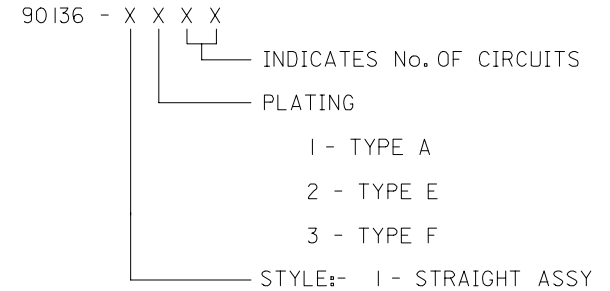 90136 - X X X X
INDICATES No. OF CIRCUITS
PLATING
1 - TYPE A
2 - TYPE E
3 - TYPE F
STYLE:- 1 - STRAIGHT ASSY